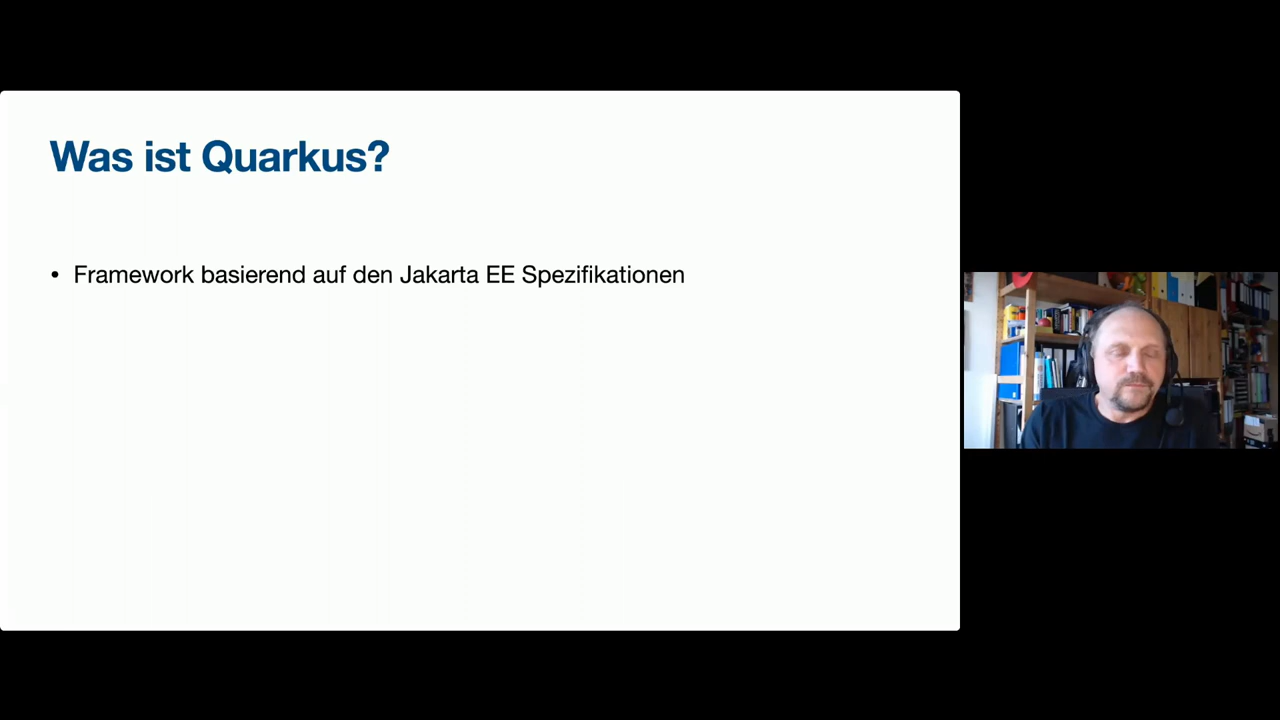 Was ist Quarkus?
• Framework basierend auf den Jakarta EE Spezifikationen